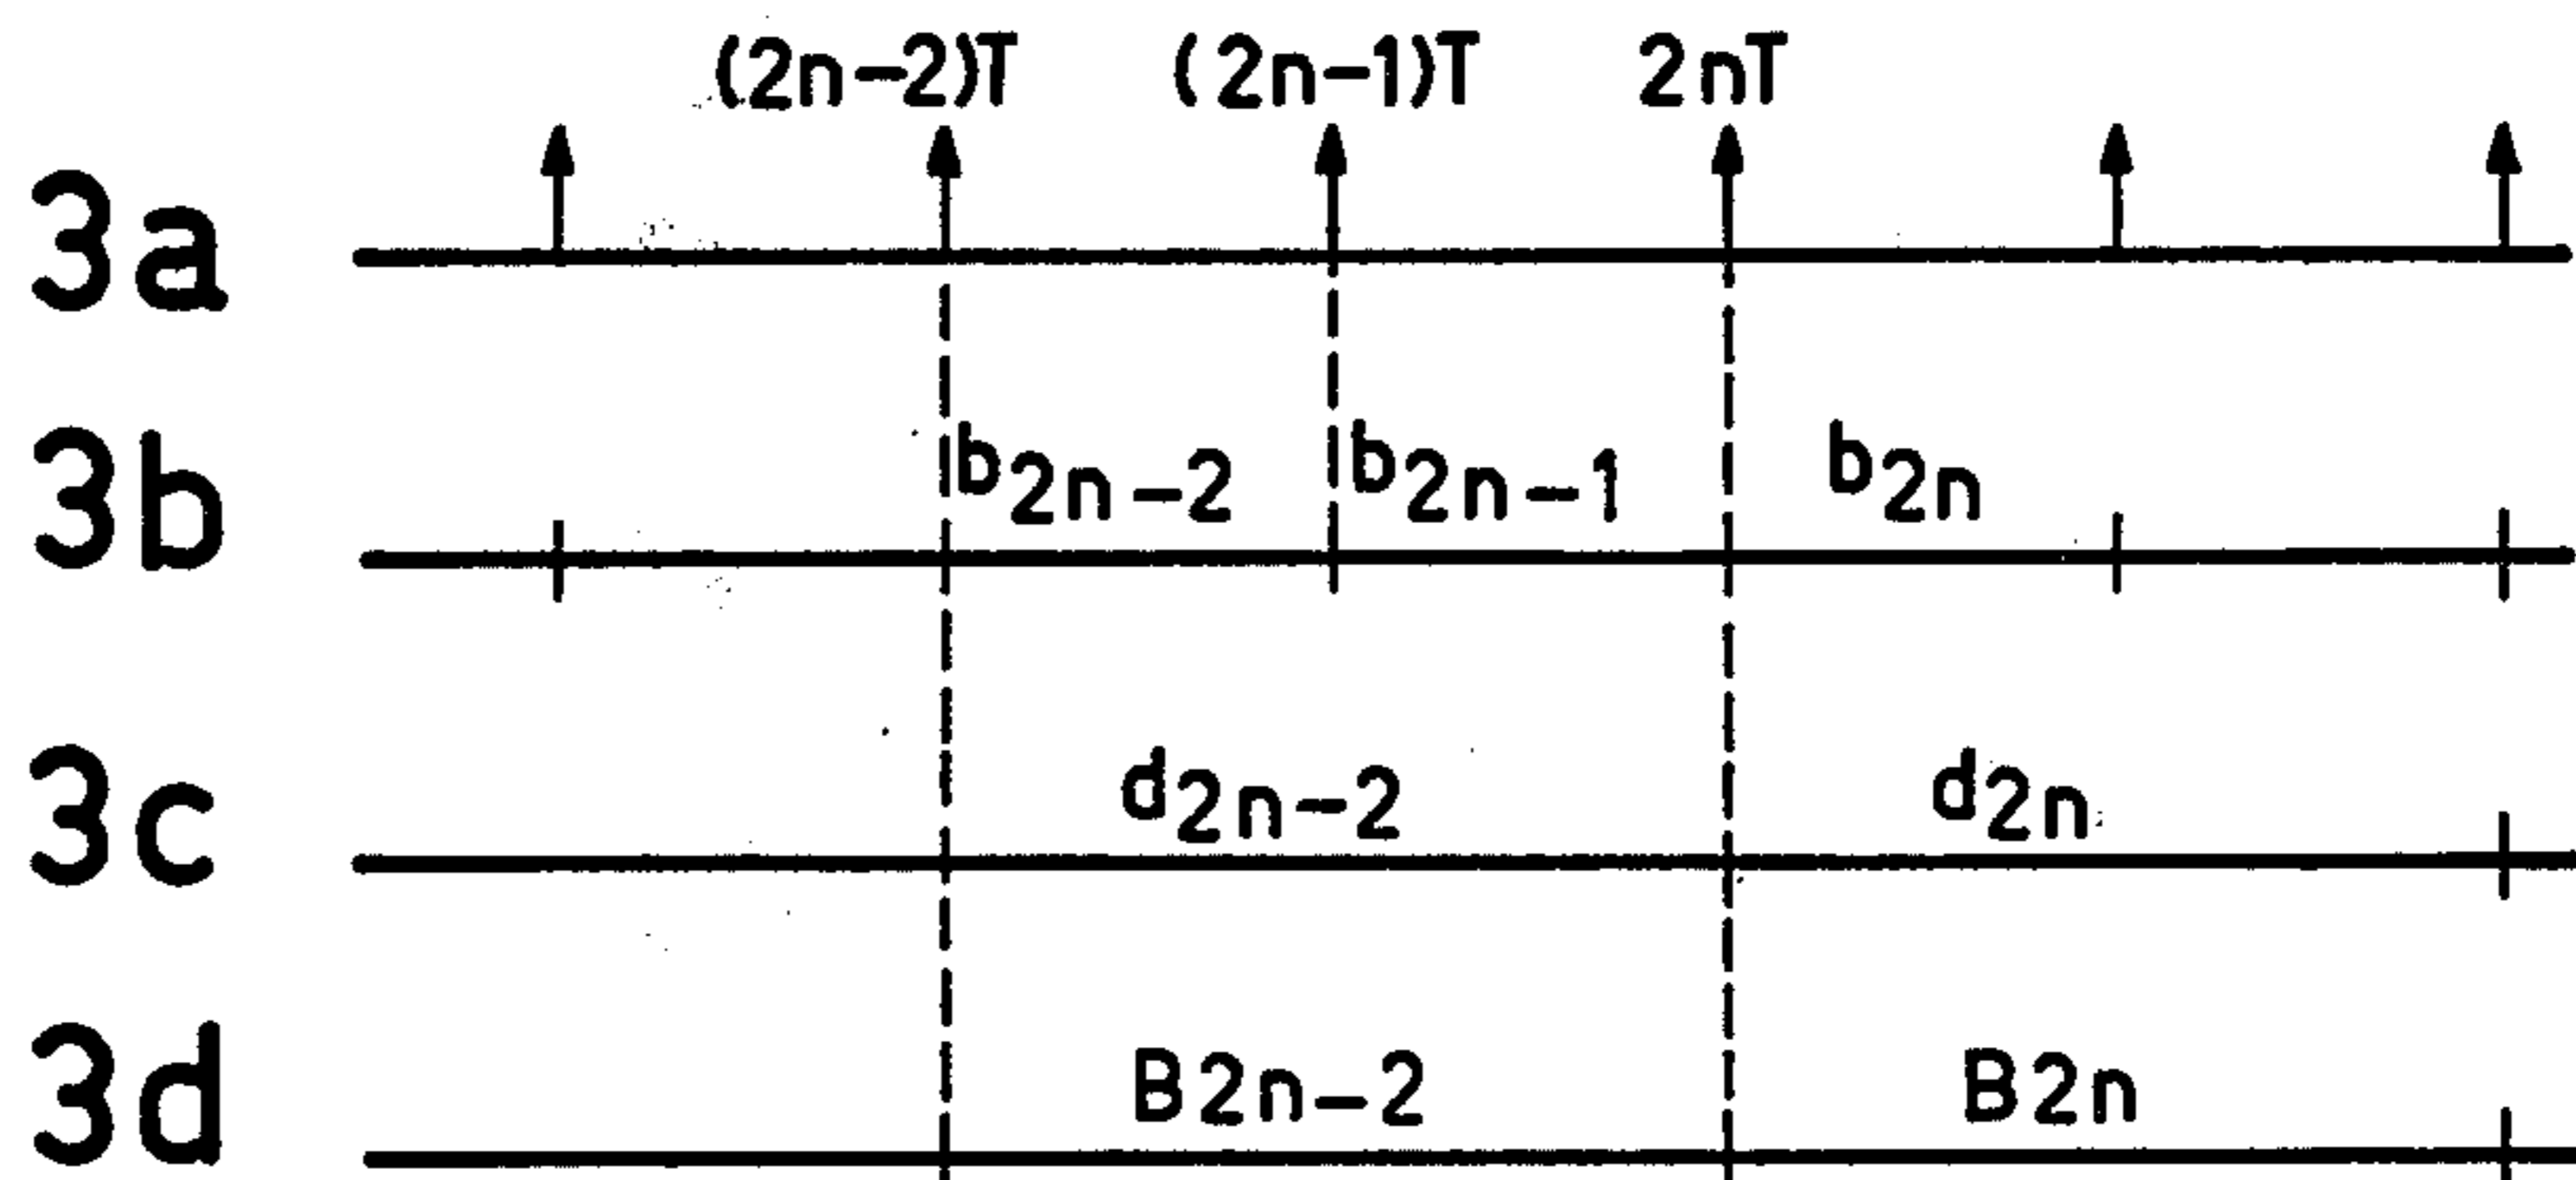 (2n-2)T (2n-1)T 2nT
3a
3b b2n-2 b2n-1 b2n
3c d2n-2 d2n
3d B2n-2 B2n